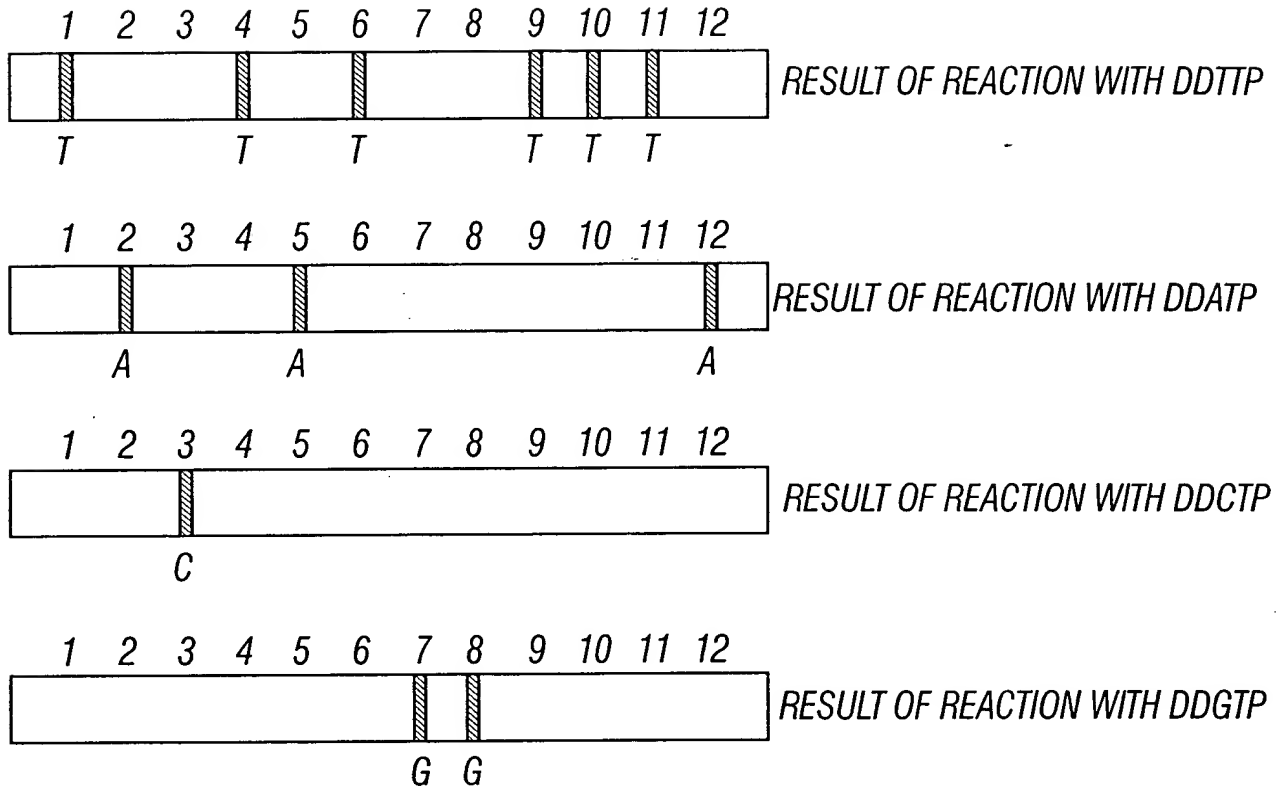 1 2 3 4 5 6 7 8 9 10 11 12
RESULT OF REACTION WITH DDTTP
T T T T T T
1 2 3 4 5 6 7 8 9 10 11 12
RESULT OF REACTION WITH DDATP
A A A
1 2 3 4 5 6 7 8 9 10 11 12
RESULT OF REACTION WITH DDCTP
C
1 2 3 4 5 6 7 8 9 10 11 12
RESULT OF REACTION WITH DDGTP
G G